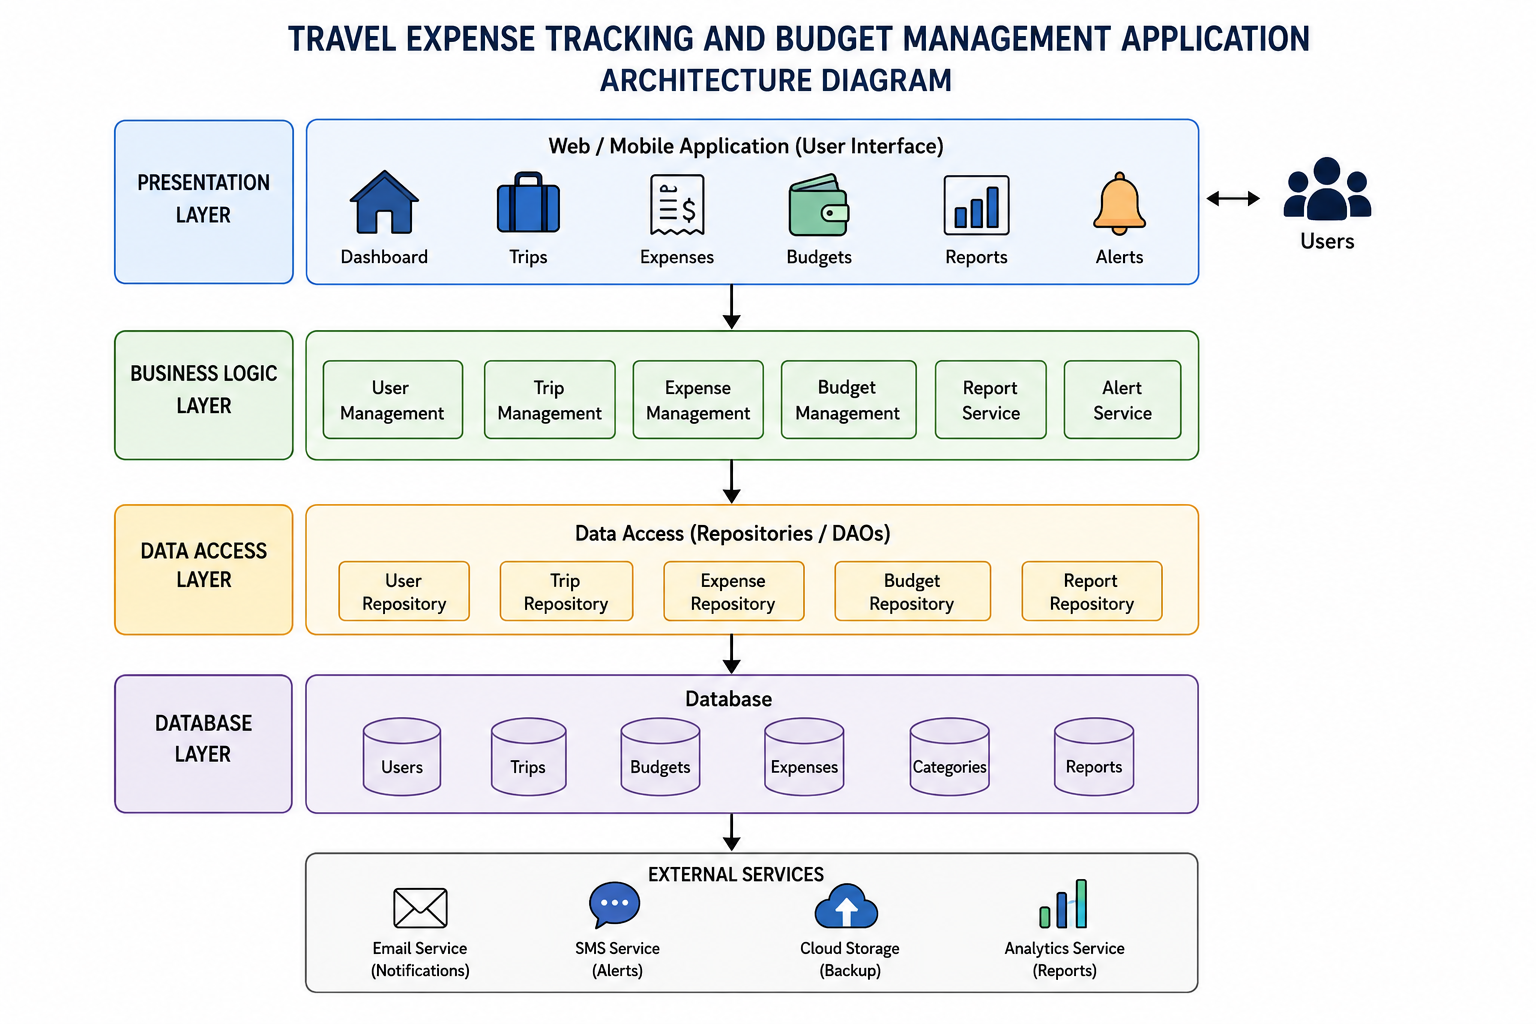 TRAVEL EXPENSE TRACKING AND BUDGET MANAGEMENT APPLICATION
ARCHITECTURE DIAGRAM
PRESENTATION
LAYER
Web / Mobile Application (User Interface)
Dashboard
Trips
$
Expenses
Budgets
Reports
Alerts
Users
BUSINESS LOGIC
LAYER
User
Management
Trip
Management
Expense
Management
Budget
Management
Report
Service
Alert
Service
DATA ACCESS
LAYER
Data Access (Repositories / DAOs)
User
Repository
Trip
Repository
Expense
Repository
Budget
Repository
Report
Repository
DATABASE
LAYER
Database
Users
Trips
Budgets
Expenses
Categories
Reports
EXTERNAL SERVICES
Email Service
(Notifications)
SMS Service
(Alerts)
Cloud Storage
(Backup)
Analytics Service
(Reports)